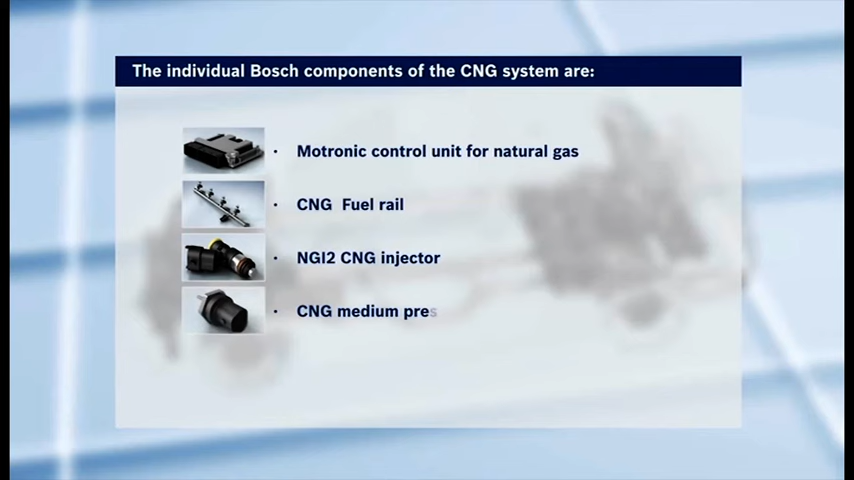 The individual Bosch components of the CNG system are:
· Motronic control unit for natural gas
· CNG Fuel rail
· NGI2 CNG injector
· CNG medium pres